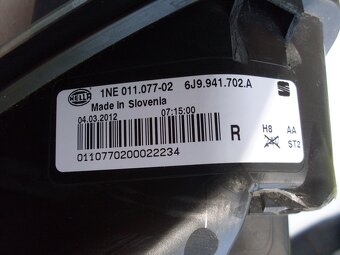 HELLA 1NE 011.077-02 6J9.941.702.A
Made in Slovenia
04.03.2012 07:15:00
R H8 AA
ST2
0110770200022234